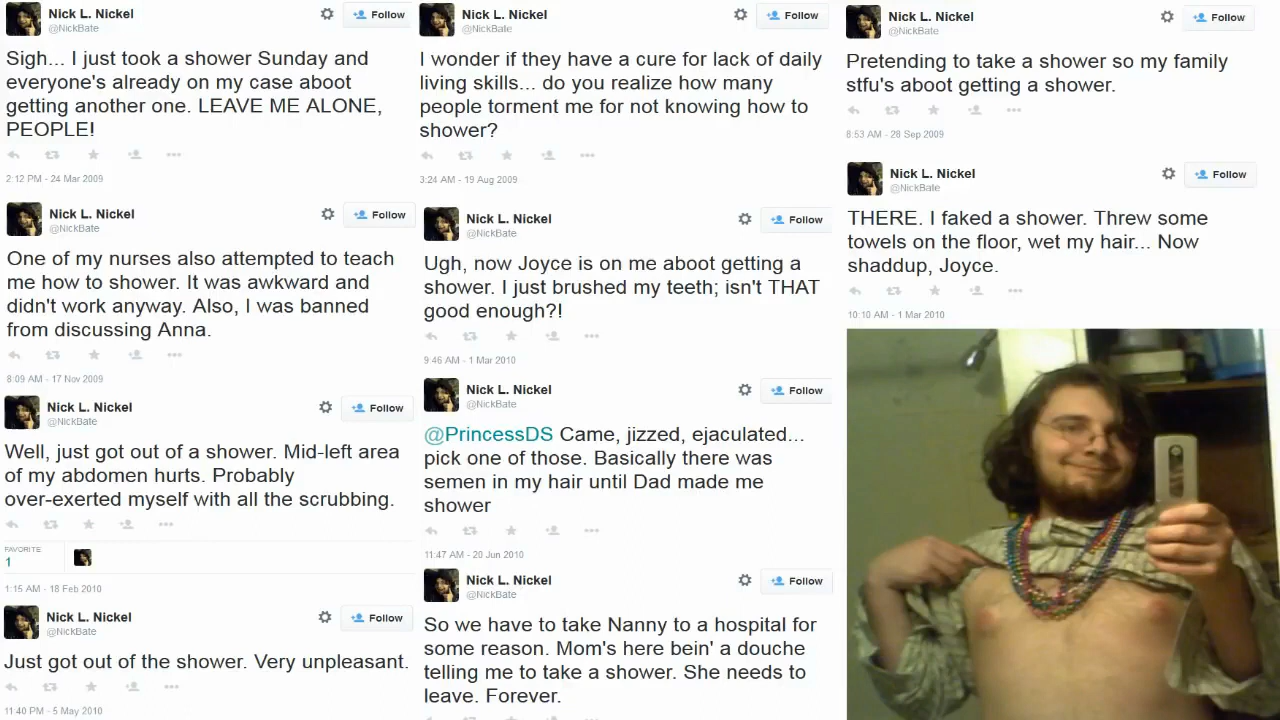 Nick L. Nickel
@NickBate
Follow
Sigh... I just took a shower Sunday and
everyone's already on my case aboot
getting another one. LEAVE ME ALONE,
PEOPLE!
2:12 PM - 24 Mar 2009
Nick L. Nickel
@NickBate
Follow
One of my nurses also attempted to teach
me how to shower. It was awkward and
didn't work anyway. Also, I was banned
from discussing Anna.
8:09 AM - 17 Nov 2009
Nick L. Nickel
@NickBate
Follow
Well, just got out of a shower. Mid-left area
of my abdomen hurts. Probably
over-exerted myself with all the scrubbing.
FAVORITE
1
1:15 AM - 18 Feb 2010
Nick L. Nickel
@NickBate
Follow
Just got out of the shower. Very unpleasant.
11:40 PM - 5 May 2010
Nick L. Nickel
@NickBate
Follow
I wonder if they have a cure for lack of daily
living skills... do you realize how many
people torment me for not knowing how to
shower?
3:24 AM - 19 Aug 2009
Nick L. Nickel
@NickBate
Follow
Ugh, now Joyce is on me aboot getting a
shower. I just brushed my teeth; isn't THAT
good enough?!
9:46 AM - 1 Mar 2010
Nick L. Nickel
@NickBate
Follow
@PrincessDS Came, jizzed, ejaculated...
pick one of those. Basically there was
semen in my hair until Dad made me
shower
11:47 AM - 20 Jun 2010
Nick L. Nickel
@NickBate
Follow
So we have to take Nanny to a hospital for
some reason. Mom's here bein' a douche
telling me to take a shower. She needs to
leave. Forever.
Nick L. Nickel
@NickBate
Follow
Pretending to take a shower so my family
stfu's aboot getting a shower.
8:53 AM - 28 Sep 2009
Nick L. Nickel
@NickBate
Follow
THERE. I faked a shower. Threw some
towels on the floor, wet my hair... Now
shaddup, Joyce.
10:10 AM - 1 Mar 2010